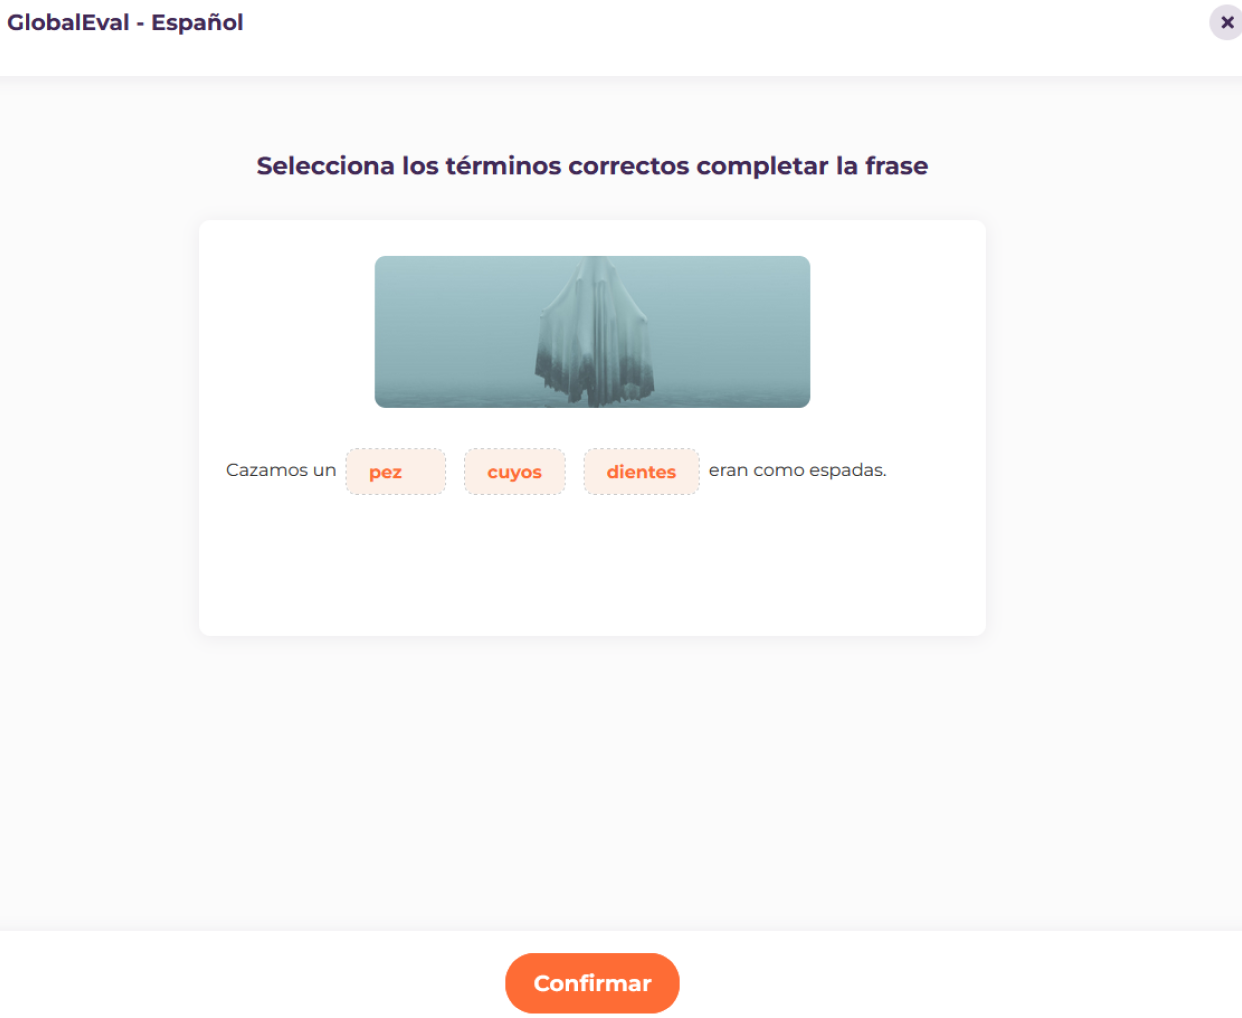 GlobalEval - Español
Selecciona los términos correctos completar la frase
Cazamos un pez cuyos dientes eran como espadas.
Confirmar